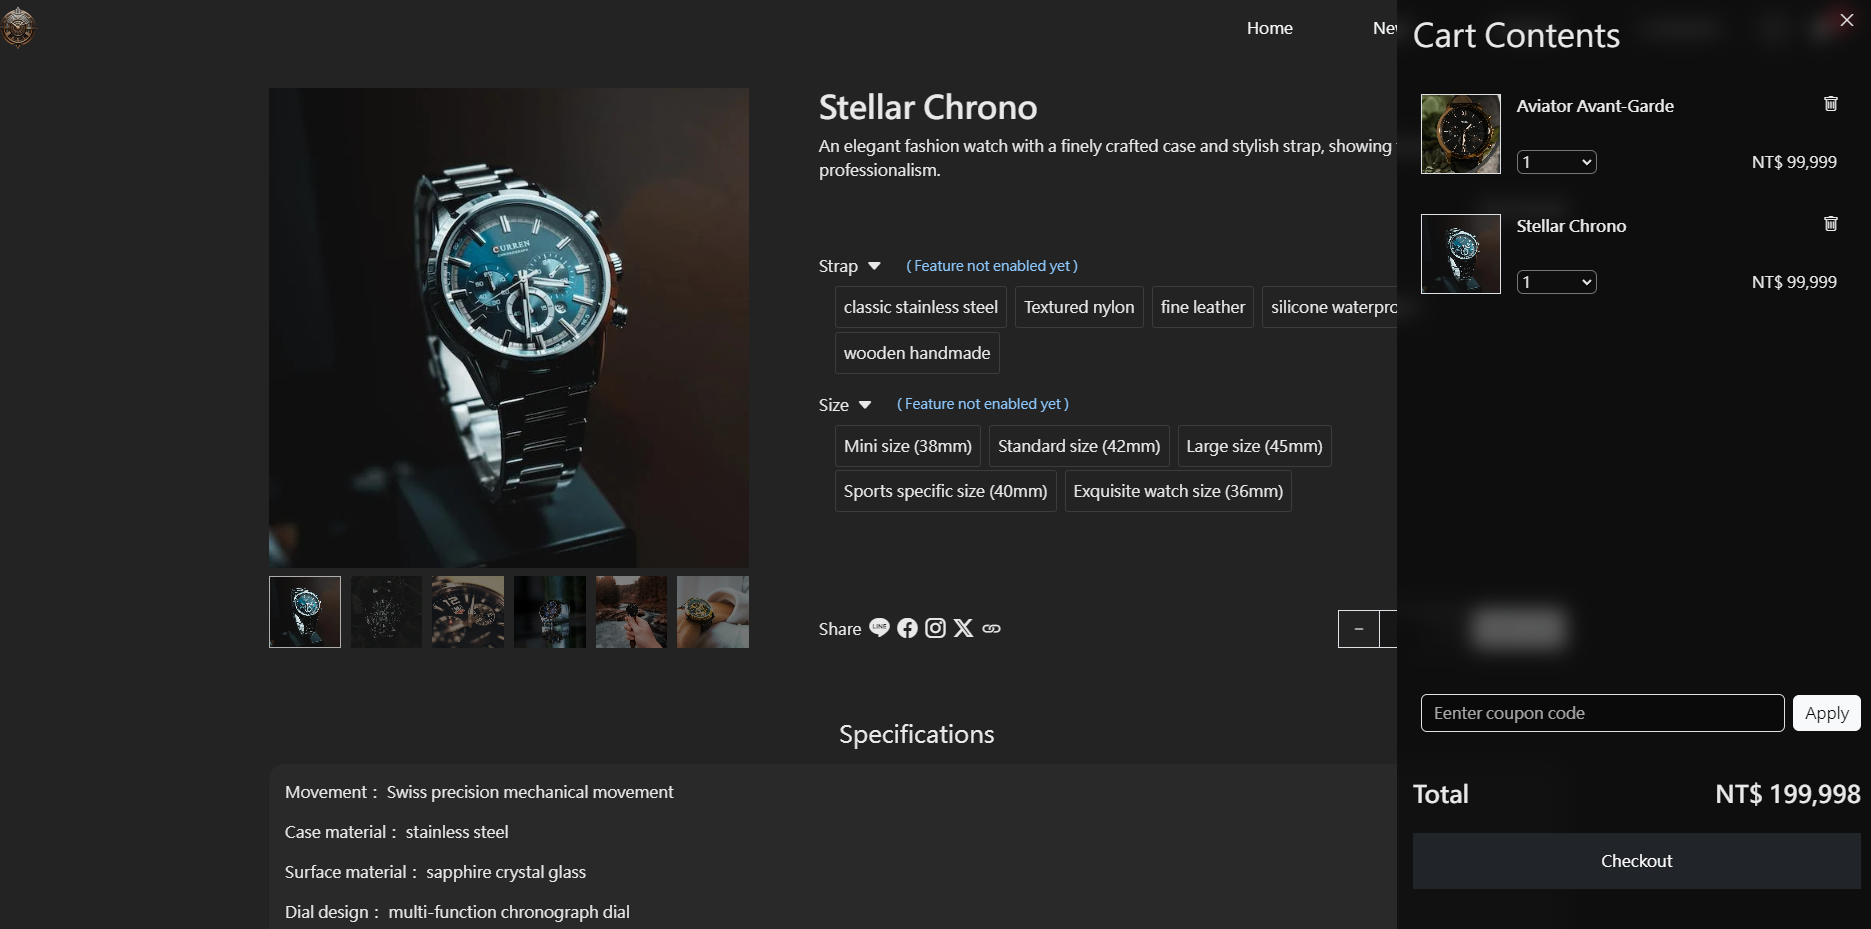 Home
Stellar Chrono
An elegant fashion watch with a finely crafted case and stylish strap, showing
professionalism.
CURREN
CHRONOGRAPH
Strap
( Feature not enabled yet )
classic stainless steel
Textured nylon
fine leather
silicone waterpro
wooden handmade
Size
( Feature not enabled yet )
Mini size (38mm)
Standard size (42mm)
Large size (45mm)
Sports specific size (40mm)
Exquisite watch size (36mm)
Share
LINE
−
Specifications
Movement： Swiss precision mechanical movement
Case material： stainless steel
Surface material： sapphire crystal glass
Dial design： multi-function chronograph dial
Cart Contents
Aviator Avant-Garde
1
NT$ 99,999
Stellar Chrono
1
NT$ 99,999
Eenter coupon code
Apply
Total
NT$ 199,998
Checkout